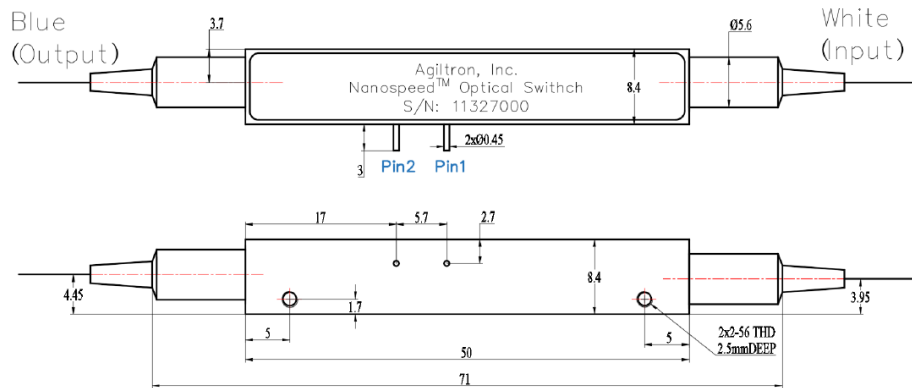 Blue
(Output)
White
(Input)
3.7
Ø5.6
Agiltron, Inc.
Nanospeed™ Optical Swithch
S/N: 11327000
8.4
3
2xØ0.45
Pin2
Pin1
17
5.7
2.7
4.45
8.4
3.95
1.7
5
5
2x2-56 THD
2.5mmDEEP
50
71